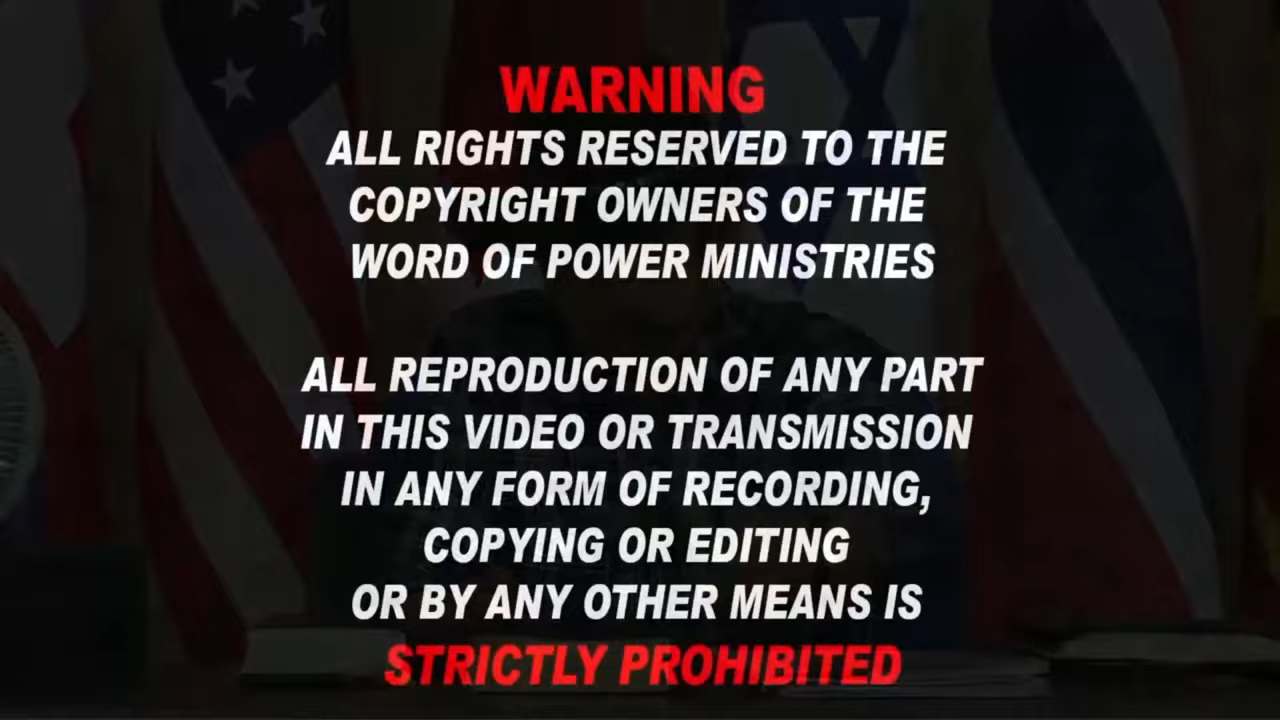 WARNING
ALL RIGHTS RESERVED TO THE
COPYRIGHT OWNERS OF THE
WORD OF POWER MINISTRIES
ALL REPRODUCTION OF ANY PART
IN THIS VIDEO OR TRANSMISSION
IN ANY FORM OF RECORDING,
COPYING OR EDITING
OR BY ANY OTHER MEANS IS
STRICTLY PROHIBITED